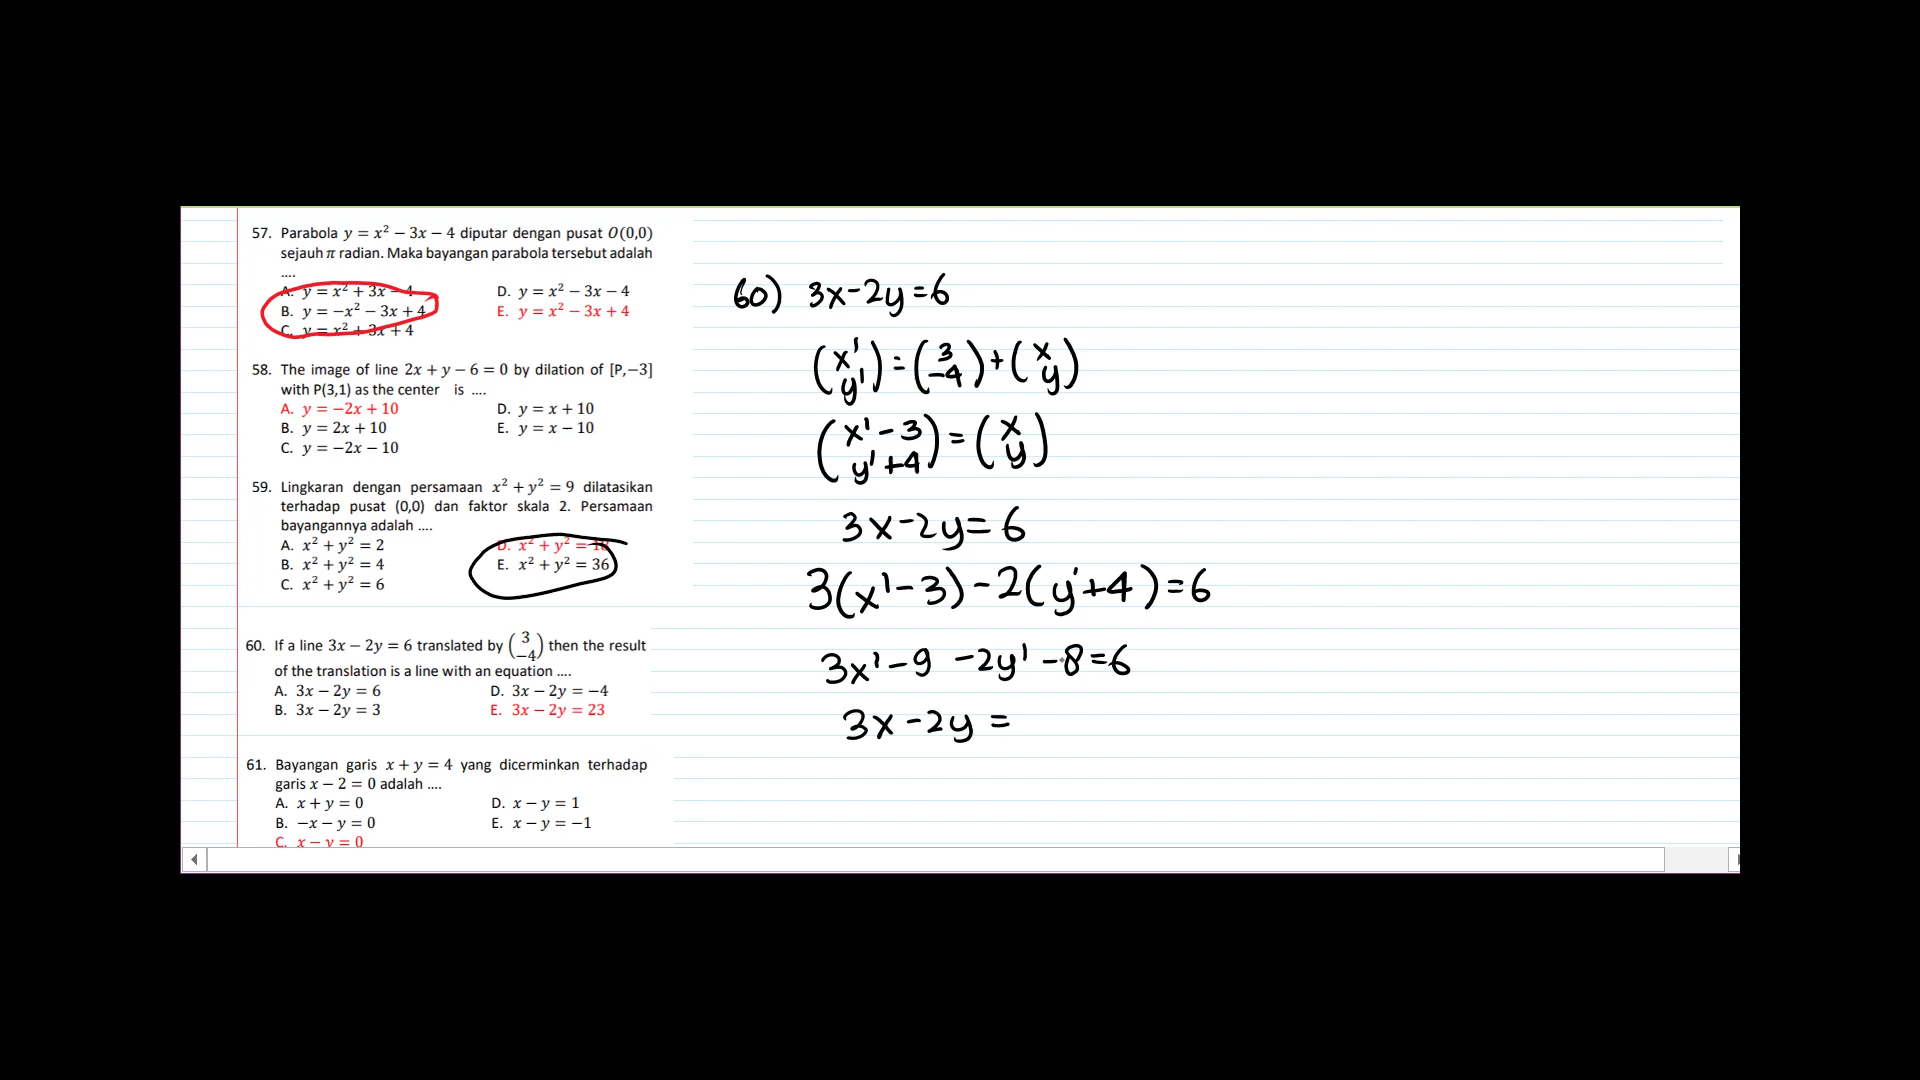 57. Parabola y = x² − 3x − 4 diputar dengan pusat O(0,0)
sejauh π radian. Maka bayangan parabola tersebut adalah
....
A. y = x² + 3x − 4 D. y = x² − 3x − 4
B. y = −x² − 3x + 4 E. y = x² − 3x + 4
C. y = x² + 3x + 4
58. The image of line 2x + y − 6 = 0 by dilation of [P,−3]
with P(3,1) as the center is ....
A. y = −2x + 10 D. y = x + 10
B. y = 2x + 10 E. y = x − 10
C. y = −2x − 10
59. Lingkaran dengan persamaan x² + y² = 9 dilatasikan
terhadap pusat (0,0) dan faktor skala 2. Persamaan
bayangannya adalah ....
A. x² + y² = 2 D. x² + y² =
B. x² + y² = 4 E. x² + y² = 36
C. x² + y² = 6
60. If a line 3x − 2y = 6 translated by (3 −4) then the result
of the translation is a line with an equation ....
A. 3x − 2y = 6 D. 3x − 2y = −4
B. 3x − 2y = 3 E. 3x − 2y = 23
61. Bayangan garis x + y = 4 yang dicerminkan terhadap
garis x − 2 = 0 adalah ....
A. x + y = 0 D. x − y = 1
B. −x − y = 0 E. x − y = −1
C. x − y = 0
60) 3x-2y=6
(x' y') = (3 -4) + (x y)
(x'-3 y'+4) = (x y)
3x-2y=6
3(x'-3)-2(y'+4)=6
3x'-9 -2y'-8=6
3x-2y =